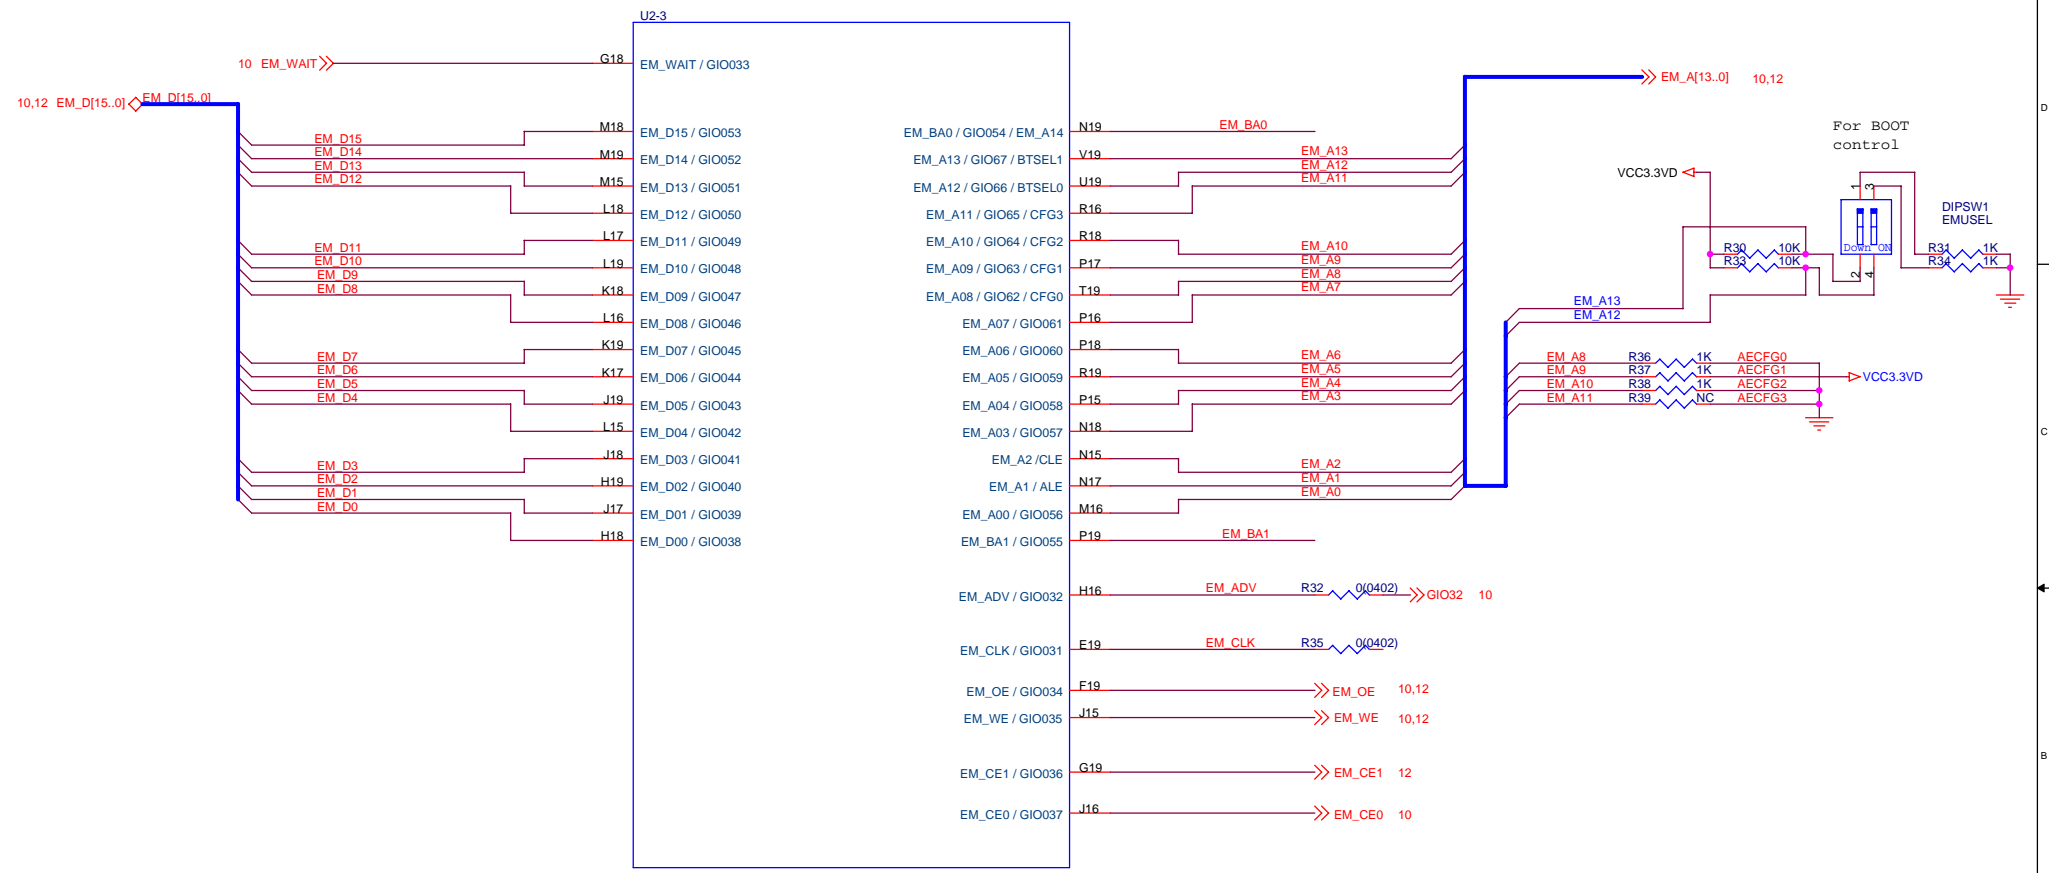 U2-3
10 EM_WAIT
G18 EM_WAIT / GIO033
10,12 EM_D[15..0] EM_D[15..0]
EM_D15 M18 EM_D15 / GIO053
EM_D14 M19 EM_D14 / GIO052
EM_D13 M15 EM_D13 / GIO051
EM_D12 L18 EM_D12 / GIO050
EM_D11 L17 EM_D11 / GIO049
EM_D10 L19 EM_D10 / GIO048
EM_D9 K18 EM_D09 / GIO047
EM_D8 L16 EM_D08 / GIO046
EM_D7 K19 EM_D07 / GIO045
EM_D6 K17 EM_D06 / GIO044
EM_D5 J19 EM_D05 / GIO043
EM_D4 L15 EM_D04 / GIO042
EM_D3 J18 EM_D03 / GIO041
EM_D2 H19 EM_D02 / GIO040
EM_D1 J17 EM_D01 / GIO039
EM_D0 H18 EM_D00 / GIO038
EM_BA0 / GIO054 / EM_A14 N19 EM_BA0
EM_A13 / GIO67 / BTSEL1 V19 EM_A13
EM_A12 / GIO66 / BTSEL0 U19 EM_A12
EM_A11 / GIO65 / CFG3 R16 EM_A11
EM_A10 / GIO64 / CFG2 R18 EM_A10
EM_A09 / GIO63 / CFG1 P17 EM_A9
EM_A08 / GIO62 / CFG0 T19 EM_A8
EM_A07 / GIO061 P16 EM_A7
EM_A06 / GIO060 P18 EM_A6
EM_A05 / GIO059 R19 EM_A5
EM_A04 / GIO058 P15 EM_A4
EM_A03 / GIO057 N18 EM_A3
EM_A2 /CLE N15 EM_A2
EM_A1 / ALE N17 EM_A1
EM_A00 / GIO056 M16 EM_A0
EM_BA1 / GIO055 P19 EM_BA1
EM_ADV / GIO032 H16 EM_ADV R32 0(0402) GIO32 10
EM_CLK / GIO031 E19 EM_CLK R35 0(0402)
EM_OE / GIO034 F19 EM_OE 10,12
EM_WE / GIO035 J15 EM_WE 10,12
EM_CE1 / GIO036 G19 EM_CE1 12
EM_CE0 / GIO037 J16 EM_CE0 10
EM_A[13..0] 10,12
For BOOT
control
VCC3.3VD
1 3
DIPSW1
EMUSEL
Down ON
R30 10K
R33 10K
2 4
R31 1K
R34 1K
EM_A13
EM_A12
EM_A8 R36 1K AECFG0
EM_A9 R37 1K AECFG1 VCC3.3VD
EM_A10 R38 1K AECFG2
EM_A11 R39 NC AECFG3
D
C
B